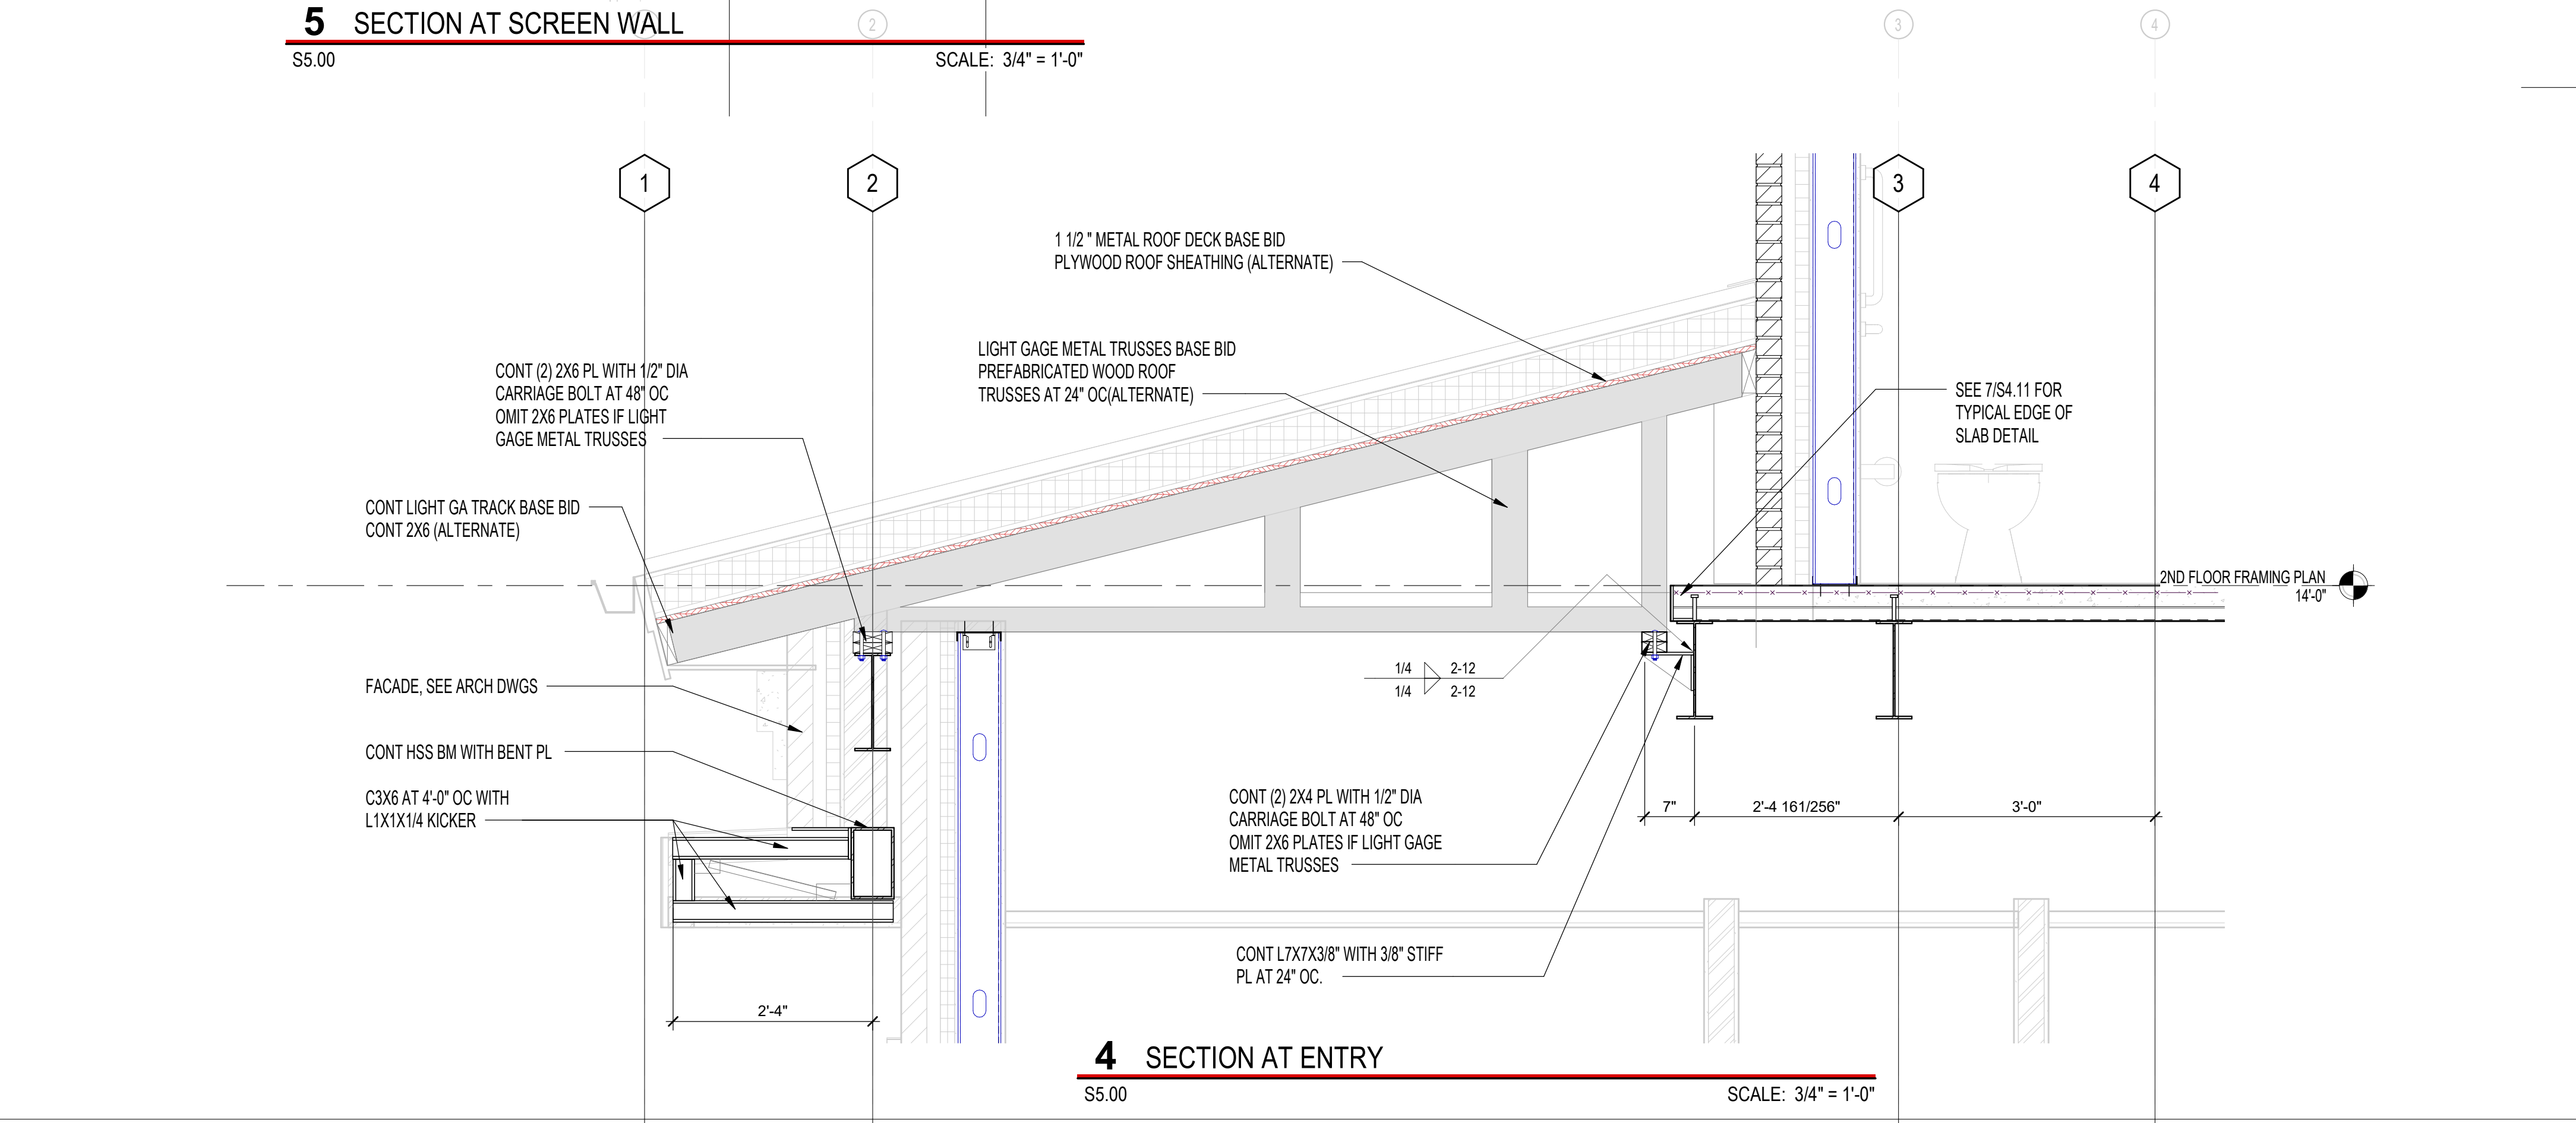 5 SECTION AT SCREEN WALL
S5.00 SCALE: 3/4" = 1'-0"
2
3
4
1
2
3
4
1 1/2 " METAL ROOF DECK BASE BID
PLYWOOD ROOF SHEATHING (ALTERNATE)
LIGHT GAGE METAL TRUSSES BASE BID
PREFABRICATED WOOD ROOF
TRUSSES AT 24" OC(ALTERNATE)
CONT (2) 2X6 PL WITH 1/2" DIA
CARRIAGE BOLT AT 48" OC
OMIT 2X6 PLATES IF LIGHT
GAGE METAL TRUSSES
SEE 7/S4.11 FOR
TYPICAL EDGE OF
SLAB DETAIL
CONT LIGHT GA TRACK BASE BID
CONT 2X6 (ALTERNATE)
2ND FLOOR FRAMING PLAN
14'-0"
FACADE, SEE ARCH DWGS
1/4 2-12
1/4 2-12
CONT HSS BM WITH BENT PL
C3X6 AT 4'-0" OC WITH
L1X1X1/4 KICKER
CONT (2) 2X4 PL WITH 1/2" DIA
CARRIAGE BOLT AT 48" OC
OMIT 2X6 PLATES IF LIGHT GAGE
METAL TRUSSES
7" 2'-4 161/256" 3'-0"
CONT L7X7X3/8" WITH 3/8" STIFF
PL AT 24" OC.
2'-4"
4 SECTION AT ENTRY
S5.00 SCALE: 3/4" = 1'-0"